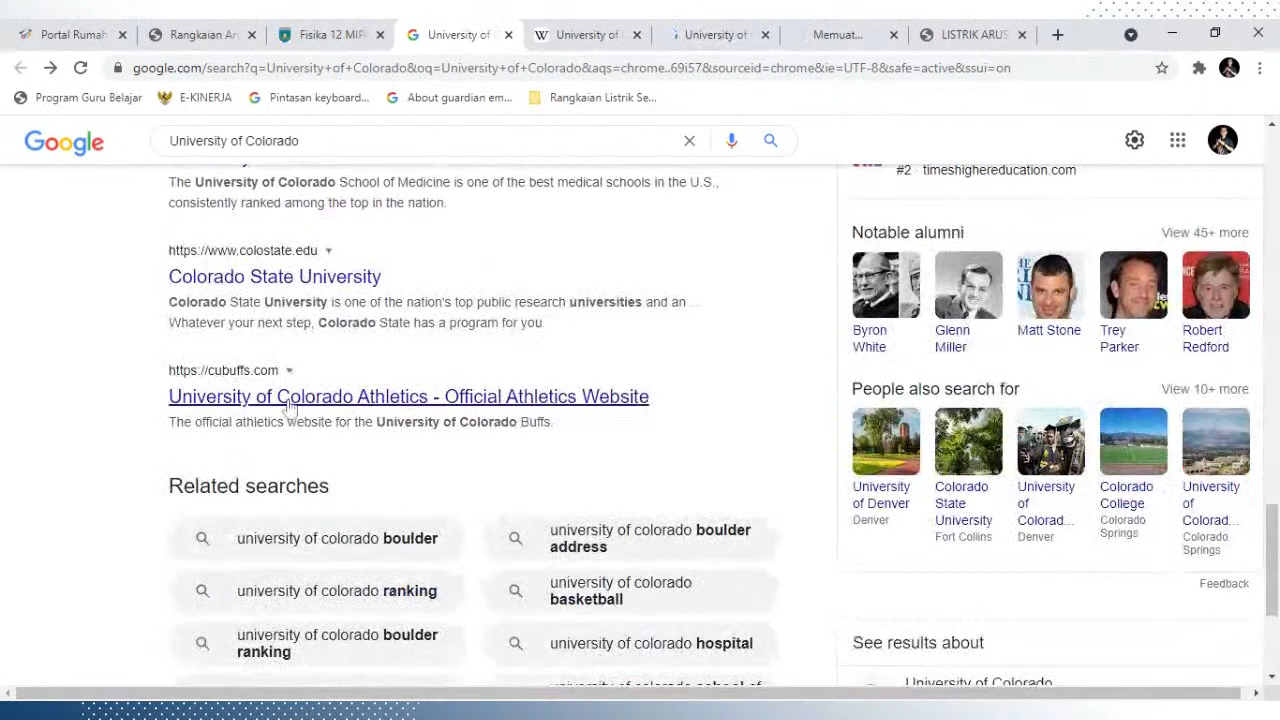 Portal Rumah
Rangkaian Ar
Fisika 12 MIPA
University of C
University of
University of
Memuat...
LISTRIK ARUS
google.com/search?q=University+of+Colorado&oq=University+of+Colorado&aqs=chrome..69i57&sourceid=chrome&ie=UTF-8&safe=active&ssui=on
Program Guru Belajar
E-KINERJA
Pintasan keyboard...
About guardian em...
Rangkaian Listrik Se...
Google
University of Colorado
The University of Colorado School of Medicine is one of the best medical schools in the U.S.,
consistently ranked among the top in the nation.
https://www.colostate.edu
Colorado State University
Colorado State University is one of the nation's top public research universities and an ...
Whatever your next step, Colorado State has a program for you.
https://cubuffs.com
University of Colorado Athletics - Official Athletics Website
The official athletics website for the University of Colorado Buffs.
Related searches
university of colorado boulder
university of colorado boulder
address
university of colorado ranking
university of colorado
basketball
university of colorado boulder
ranking
university of colorado hospital
#2 · timeshighereducation.com
Notable alumni
View 45+ more
Byron
White
Glenn
Miller
Matt Stone
Trey
Parker
Robert
Redford
People also search for
View 10+ more
University
of Denver
Denver
Colorado
State
University
Fort Collins
University
of
Colorad...
Denver
Colorado
College
Colorado
Springs
University
of
Colorad...
Colorado
Springs
Feedback
See results about
University of Colorado